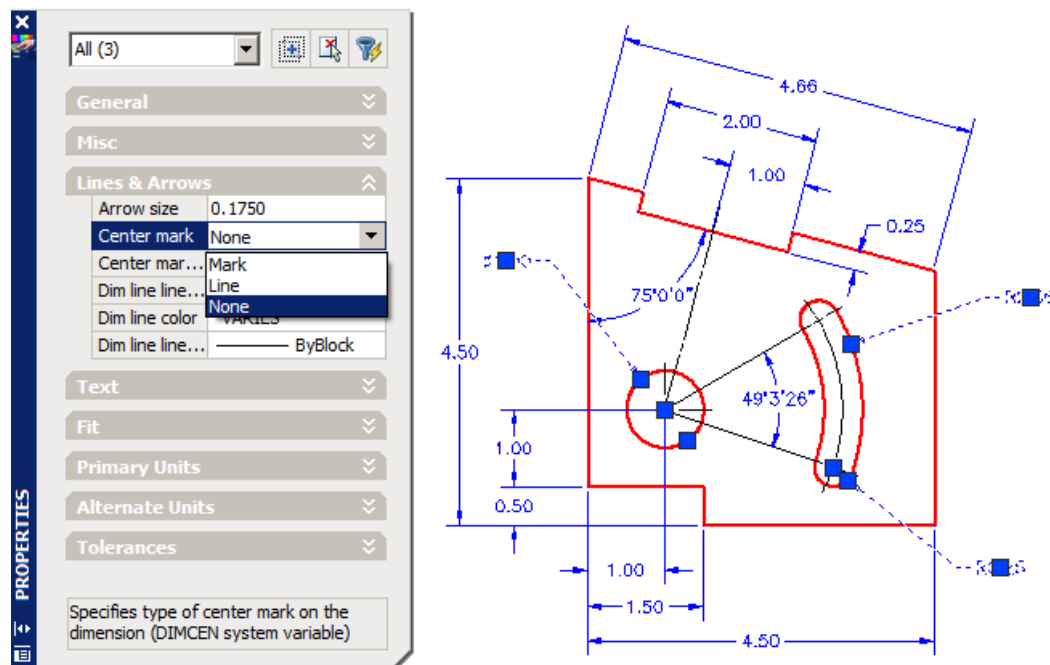 All (3)
General
Misc
Lines & Arrows
Arrow size 0.1750
Center mark None
Center mar... Mark
Line
Dim line line...
None
Dim line color VARIES
Dim line line... ByBlock
Text
Fit
Primary Units
Alternate Units
Tolerances
Specifies type of center mark on the
dimension (DIMCEN system variable)
PROPERTIES
4.66
2.00
1.00
0.25
75°0'0"
4.50
49°3'26"
1.00
0.50
1.00
1.50
4.50